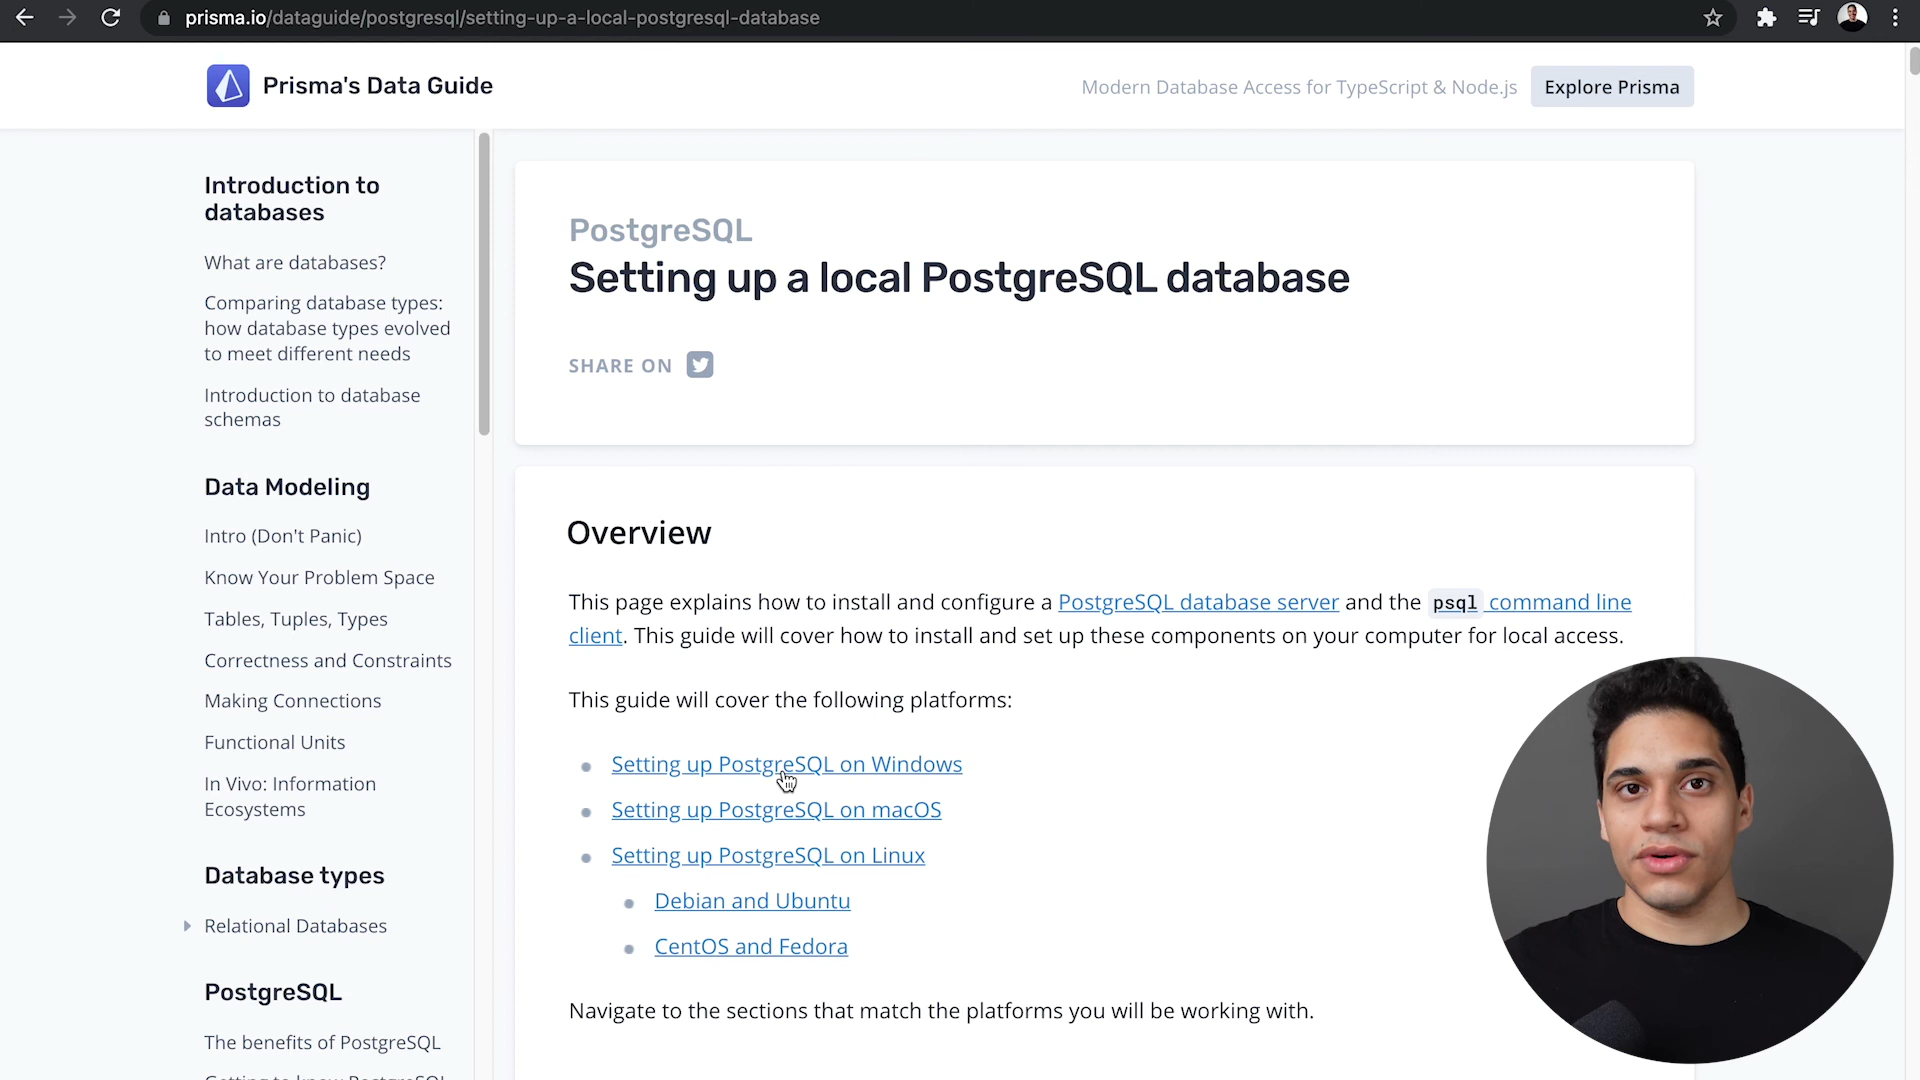 prisma.io/dataguide/postgresql/setting-up-a-local-postgresql-database
Prisma's Data Guide
Modern Database Access for TypeScript & Node.js
Explore Prisma
Introduction to
databases
What are databases?
Comparing database types:
how database types evolved
to meet different needs
Introduction to database
schemas
Data Modeling
Intro (Don't Panic)
Know Your Problem Space
Tables, Tuples, Types
Correctness and Constraints
Making Connections
Functional Units
In Vivo: Information
Ecosystems
Database types
Relational Databases
PostgreSQL
The benefits of PostgreSQL
Getting to know PostgreSQL
PostgreSQL
Setting up a local PostgreSQL database
SHARE ON
Overview
This page explains how to install and configure a PostgreSQL database server and the psql command line
client. This guide will cover how to install and set up these components on your computer for local access.
This guide will cover the following platforms:
Setting up PostgreSQL on Windows
Setting up PostgreSQL on macOS
Setting up PostgreSQL on Linux
Debian and Ubuntu
CentOS and Fedora
Navigate to the sections that match the platforms you will be working with.